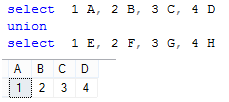 select 1 A, 2 B, 3 C, 4 D
union
select 1 E, 2 F, 3 G, 4 H
A B C D
1 2 3 4